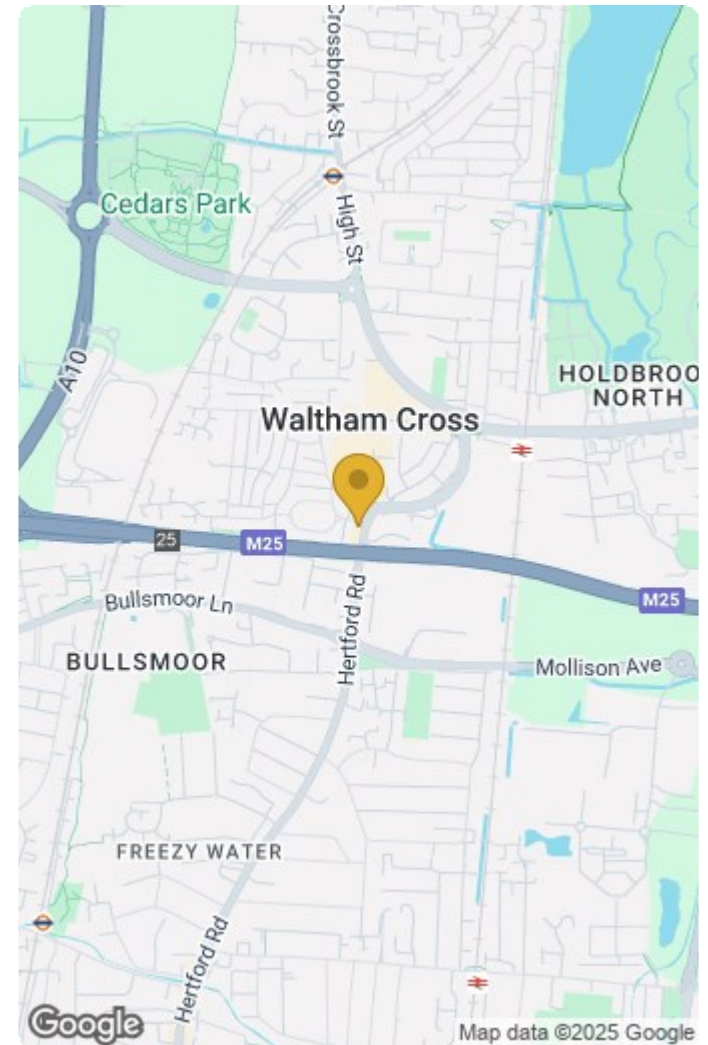 Crossbrook St
Cedars Park
High St
A10
HOLDBROO
NORTH
Waltham Cross
25
M25
M25
Bullsmoor Ln
Hertford Rd
BULLSMOOR
Mollison Ave
FREEZY WATER
Hertford Rd
Google
Map data ©2025 Google